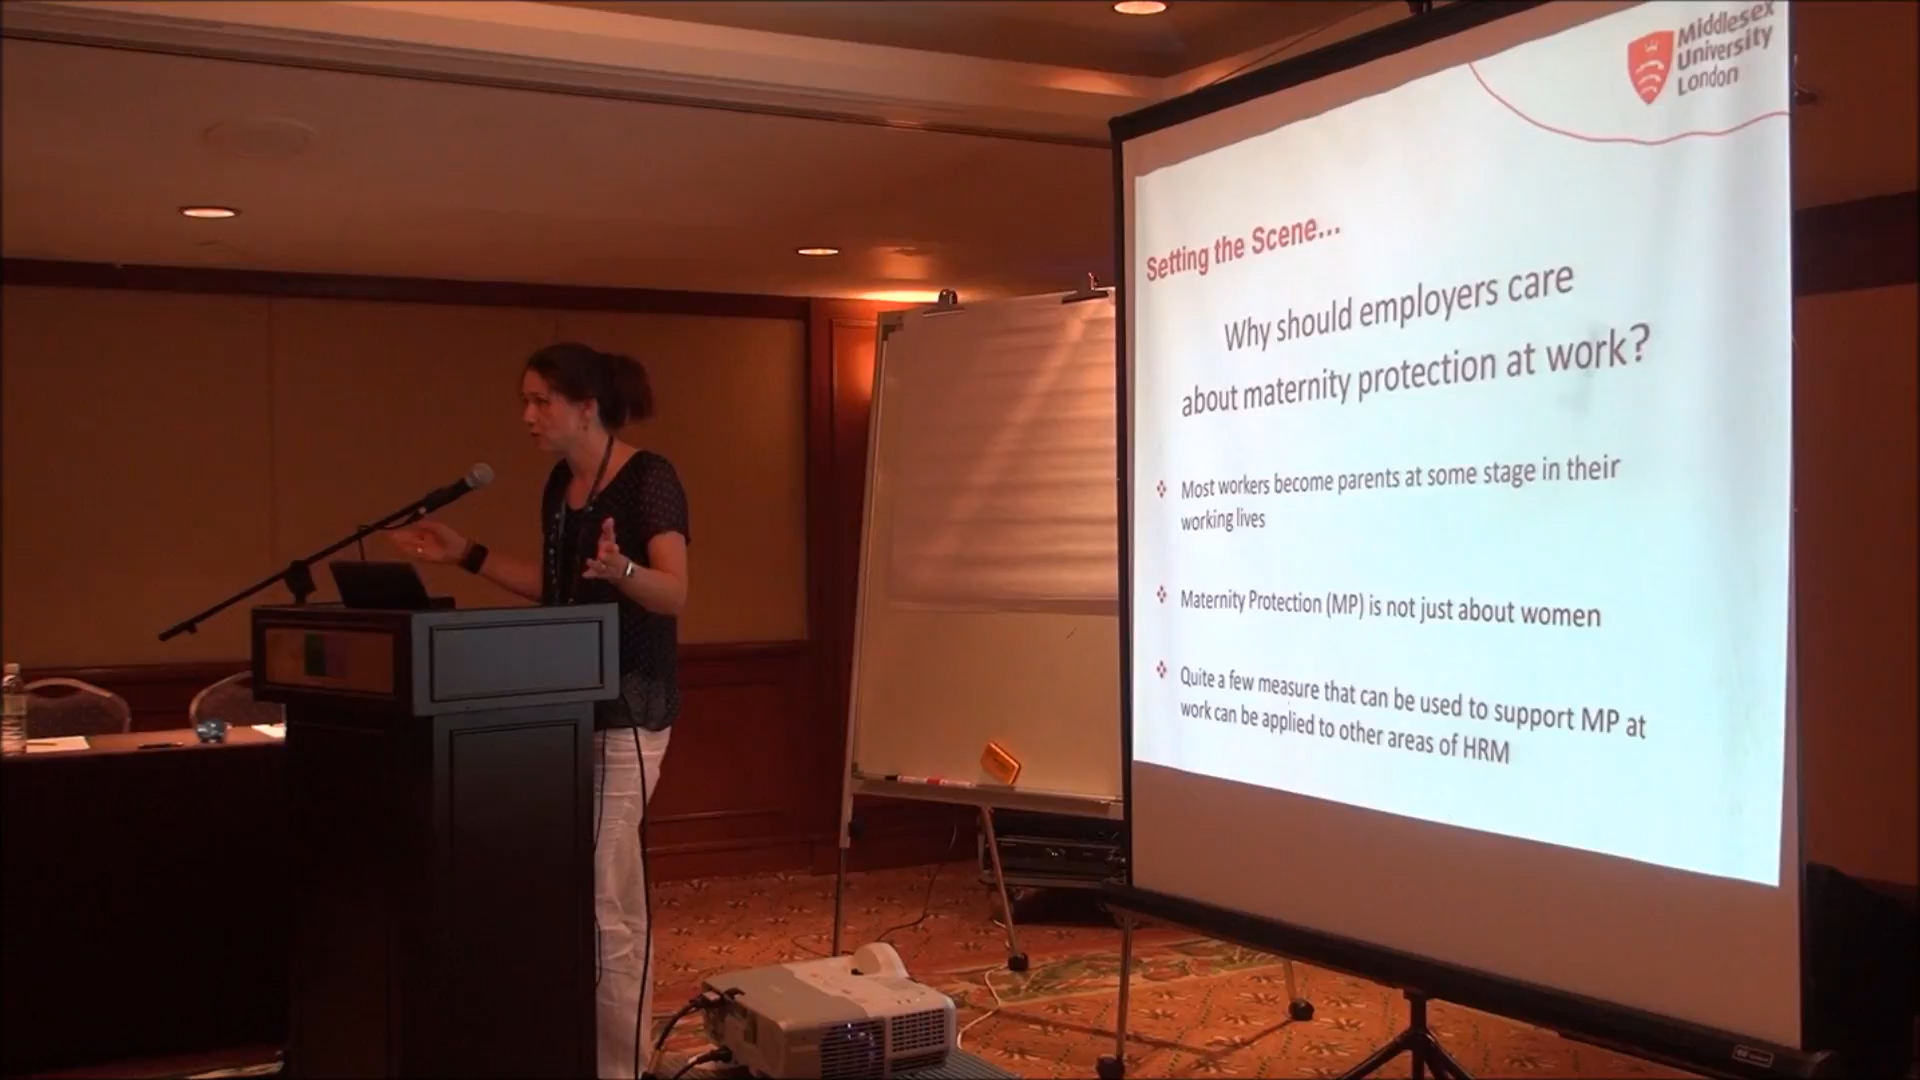 Middlesex
University
London
Setting the Scene...
Why should employers care
about maternity protection at work?
Most workers become parents at some stage in their
working lives
Maternity Protection (MP) is not just about women
Quite a few measure that can be used to support MP at
work can be applied to other areas of HRM